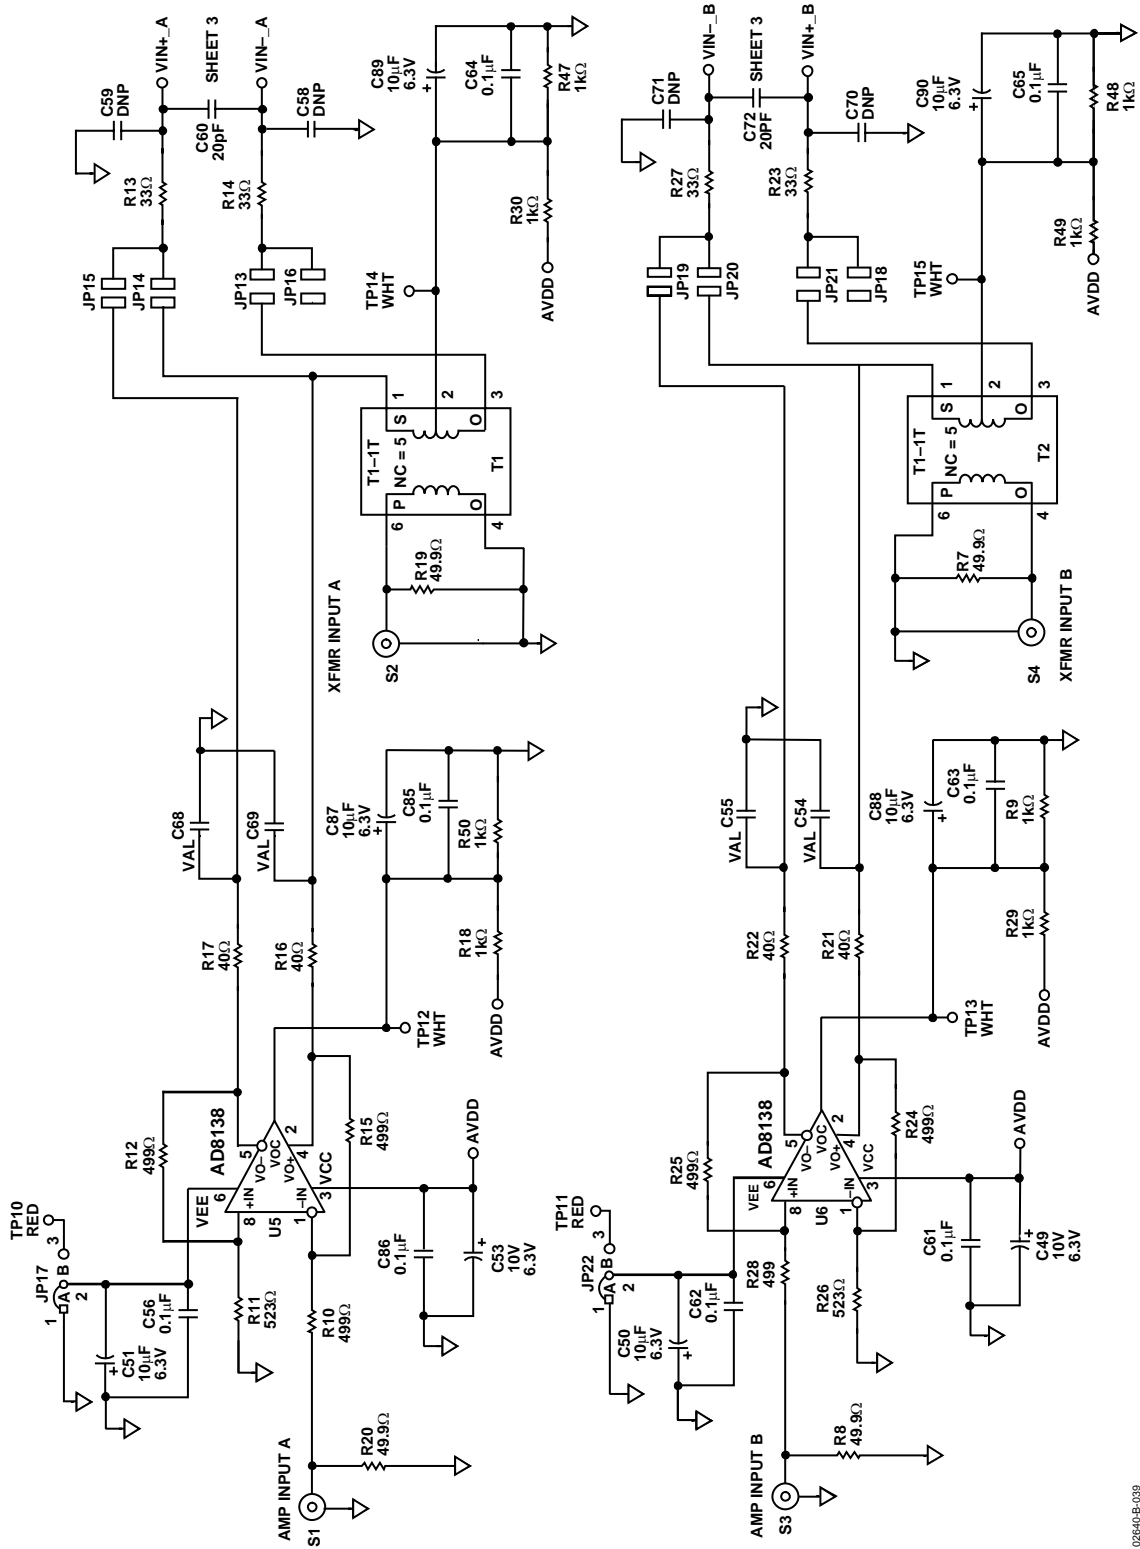 TP10
RED
3
JP17
B
A
1
2
C51
10µF
6.3V
C56
0.1µF
R12
499Ω
R11
523Ω
R10
499Ω
VEE
6
8
+IN
U5
–IN
1
AD8138
5
VO–
VOC
2
VO+
4
3
VCC
R15
499Ω
C86
0.1µF
C53
10V
6.3V
AVDD
AMP INPUT A
S1
R20
49.9Ω
R17
40Ω
R16
40Ω
C68
VAL
C69
VAL
TP12
WHT
C87
10µF
6.3V
C85
0.1µF
R50
1kΩ
R18
1kΩ
AVDD
XFMR INPUT A
S2
R19
49.9Ω
T1–1T
NC = 5
T1
P
S
O
O
6
4
1
2
3
JP15
JP14
JP13
JP16
R13
33Ω
R14
33Ω
C59
DNP
C60
20pF
C58
DNP
VIN+_A
SHEET 3
VIN–_A
TP14
WHT
C89
10µF
6.3V
C64
0.1µF
R47
1kΩ
R30
1kΩ
AVDD
TP11
RED
3
JP22
B
A
1
2
C50
10µF
6.3V
C62
0.1µF
R25
499Ω
R28
499
R26
523Ω
VEE
6
8
+IN
U6
–IN
1
AD8138
5
VO–
VOC
2
VO+
4
3
VCC
R24
499Ω
C61
0.1µF
C49
10V
6.3V
AVDD
AMP INPUT B
S3
R8
49.9Ω
R22
40Ω
R21
40Ω
C55
VAL
C54
VAL
TP13
WHT
C88
10µF
6.3V
C63
0.1µF
R9
1kΩ
R29
1kΩ
AVDD
XFMR INPUT B
S4
R7
49.9Ω
T1–1T
NC = 5
T2
P
S
O
O
6
4
1
2
3
JP19
JP20
JP21
JP18
R27
33Ω
R23
33Ω
C71
DNP
C72
20PF
C70
DNP
VIN–_B
SHEET 3
VIN+_B
TP15
WHT
C90
10µF
6.3V
C65
0.1µF
R48
1kΩ
R49
1kΩ
AVDD
02640-B-039